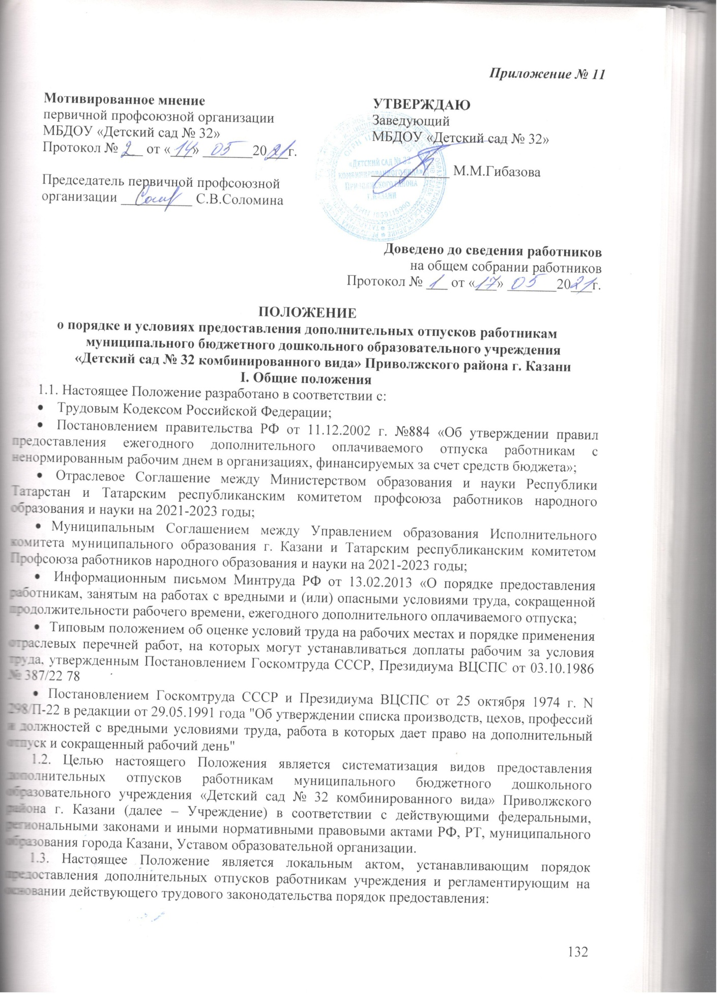 Приложение № 11
Мотивированное мнение
первичной профсоюзной организации
МБДОУ «Детский сад № 32»
Протокол № 2 от «14» 05 2021г.
Председатель первичной профсоюзной
организации __________ С.В.Соломина
УТВЕРЖДАЮ
Заведующий
МБДОУ «Детский сад № 32»
___________ М.М.Гибазова
«Детский сад № 32
комбинированного вида»
Приволжского района
г.Казани
Доведено до сведения работников
на общем собрании работников
Протокол № 1 от «17» 05 2021г.
ПОЛОЖЕНИЕ
о порядке и условиях предоставления дополнительных отпусков работникам
муниципального бюджетного дошкольного образовательного учреждения
«Детский сад № 32 комбинированного вида» Приволжского района г. Казани
I. Общие положения
1.1. Настоящее Положение разработано в соответствии с:
• Трудовым Кодексом Российской Федерации;
• Постановлением правительства РФ от 11.12.2002 г. №884 «Об утверждении правил
предоставления ежегодного дополнительного оплачиваемого отпуска работникам с
ненормированным рабочим днем в организациях, финансируемых за счет средств бюджета»;
• Отраслевое Соглашение между Министерством образования и науки Республики
Татарстан и Татарским республиканским комитетом профсоюза работников народного
образования и науки на 2021-2023 годы;
• Муниципальным Соглашением между Управлением образования Исполнительного
комитета муниципального образования г. Казани и Татарским республиканским комитетом
Профсоюза работников народного образования и науки на 2021-2023 годы;
• Информационным письмом Минтруда РФ от 13.02.2013 «О порядке предоставления
работникам, занятым на работах с вредными и (или) опасными условиями труда, сокращенной
продолжительности рабочего времени, ежегодного дополнительного оплачиваемого отпуска;
• Типовым положением об оценке условий труда на рабочих местах и порядке применения
отраслевых перечней работ, на которых могут устанавливаться доплаты рабочим за условия
труда, утвержденным Постановлением Госкомтруда СССР, Президиума ВЦСПС от 03.10.1986
№ 387/22 78
• Постановлением Госкомтруда СССР и Президиума ВЦСПС от 25 октября 1974 г. N
298/П-22 в редакции от 29.05.1991 года "Об утверждении списка производств, цехов, профессий
и должностей с вредными условиями труда, работа в которых дает право на дополнительный
отпуск и сокращенный рабочий день"
1.2. Целью настоящего Положения является систематизация видов предоставления
дополнительных отпусков работникам муниципального бюджетного дошкольного
образовательного учреждения «Детский сад № 32 комбинированного вида» Приволжского
района г. Казани (далее – Учреждение) в соответствии с действующими федеральными,
региональными законами и иными нормативными правовыми актами РФ, РТ, муниципального
образования города Казани, Уставом образовательной организации.
1.3. Настоящее Положение является локальным актом, устанавливающим порядок
предоставления дополнительных отпусков работникам учреждения и регламентирующим на
основании действующего трудового законодательства порядок предоставления:
132